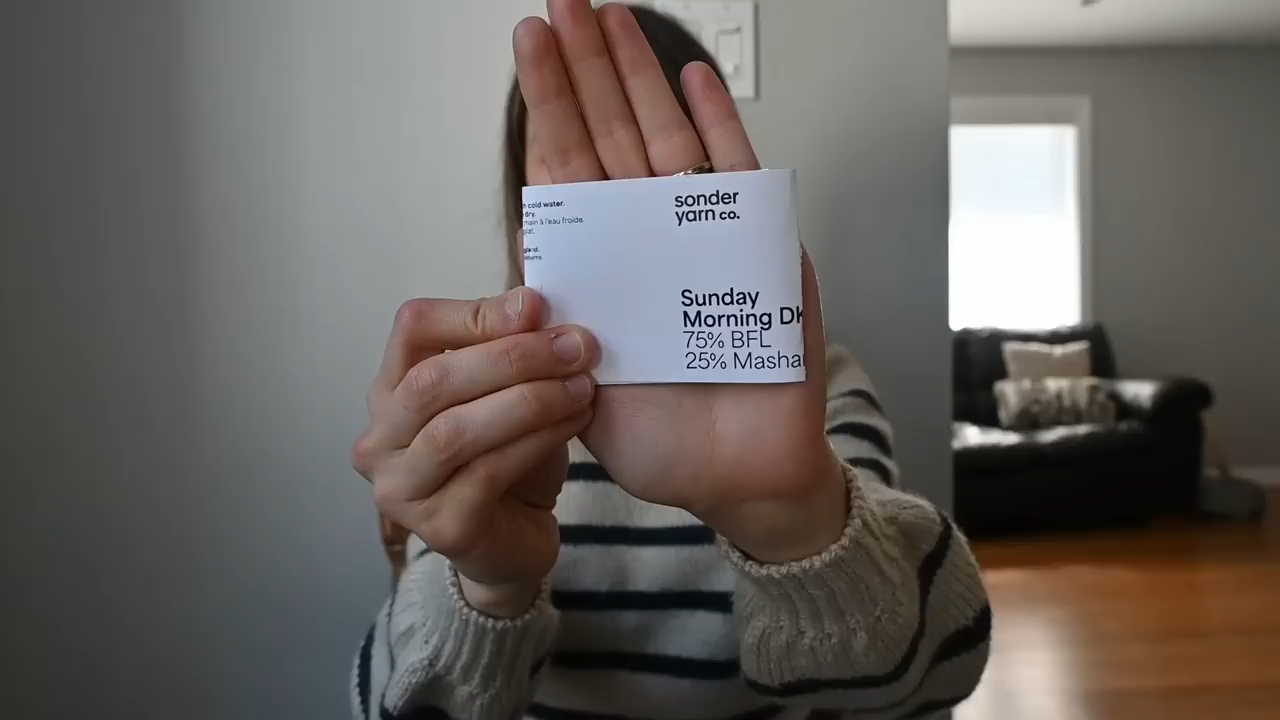 cold water.
dry.
main à l'eau froide.
plat.
sonder
yarn co.
Sunday
Morning DK
75% BFL
25% Masha